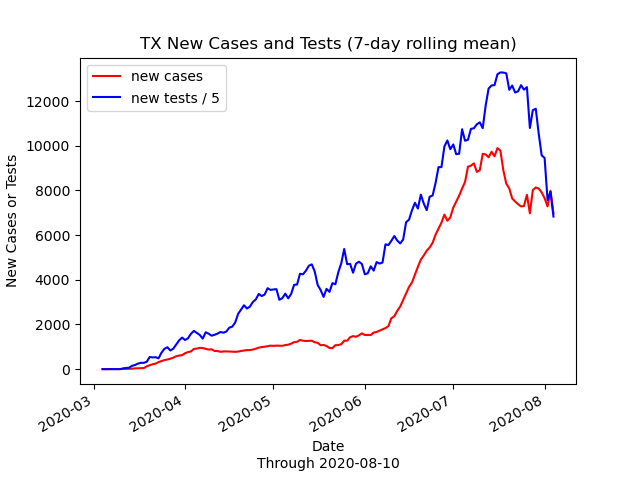 TX New Cases and Tests (7-day rolling mean)
new cases
new tests / 5
12000
10000
8000
6000
4000
2000
0
New Cases or Tests
2020-03
2020-04
2020-05
2020-06
2020-07
2020-08
Date
Through 2020-08-10